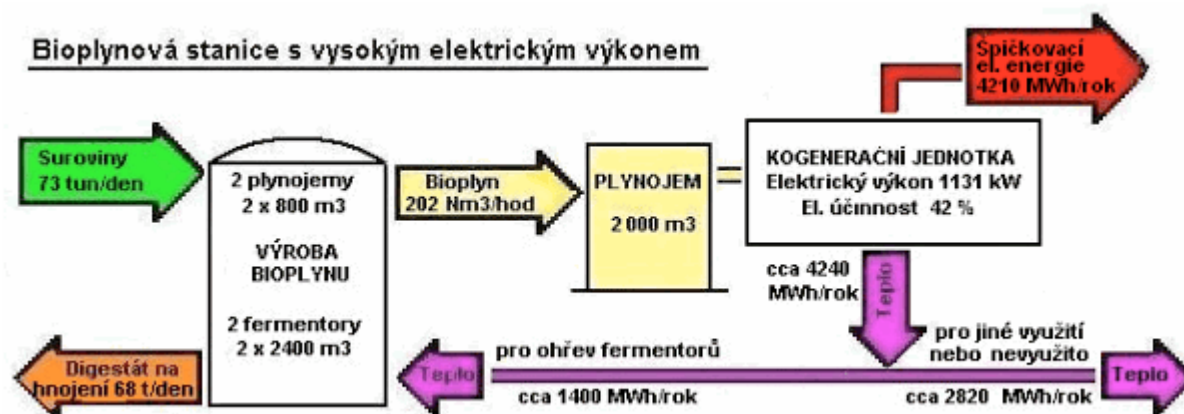 Bioplynová stanice s vysokým elektrickým výkonem
Špičkovací
el. energie
4210 MWh/rok
Suroviny
73 tun/den
2 plynojemy
2 x 800 m3
VÝROBA
BIOPLYNU
2 fermentory
2 x 2400 m3
Bioplyn
202 Nm3/hod
PLYNOJEM
2 000 m3
KOGENERAČNÍ JEDNOTKA
Elektrický výkon 1131 kW
El. účinnost 42 %
cca 4240
MWh/rok
Teplo
Digestát na
hnojení 68 t/den
Teplo
pro ohřev fermentorů
cca 1400 MWh/rok
pro jiné využití
nebo nevyužito
cca 2820 MWh/rok
Teplo